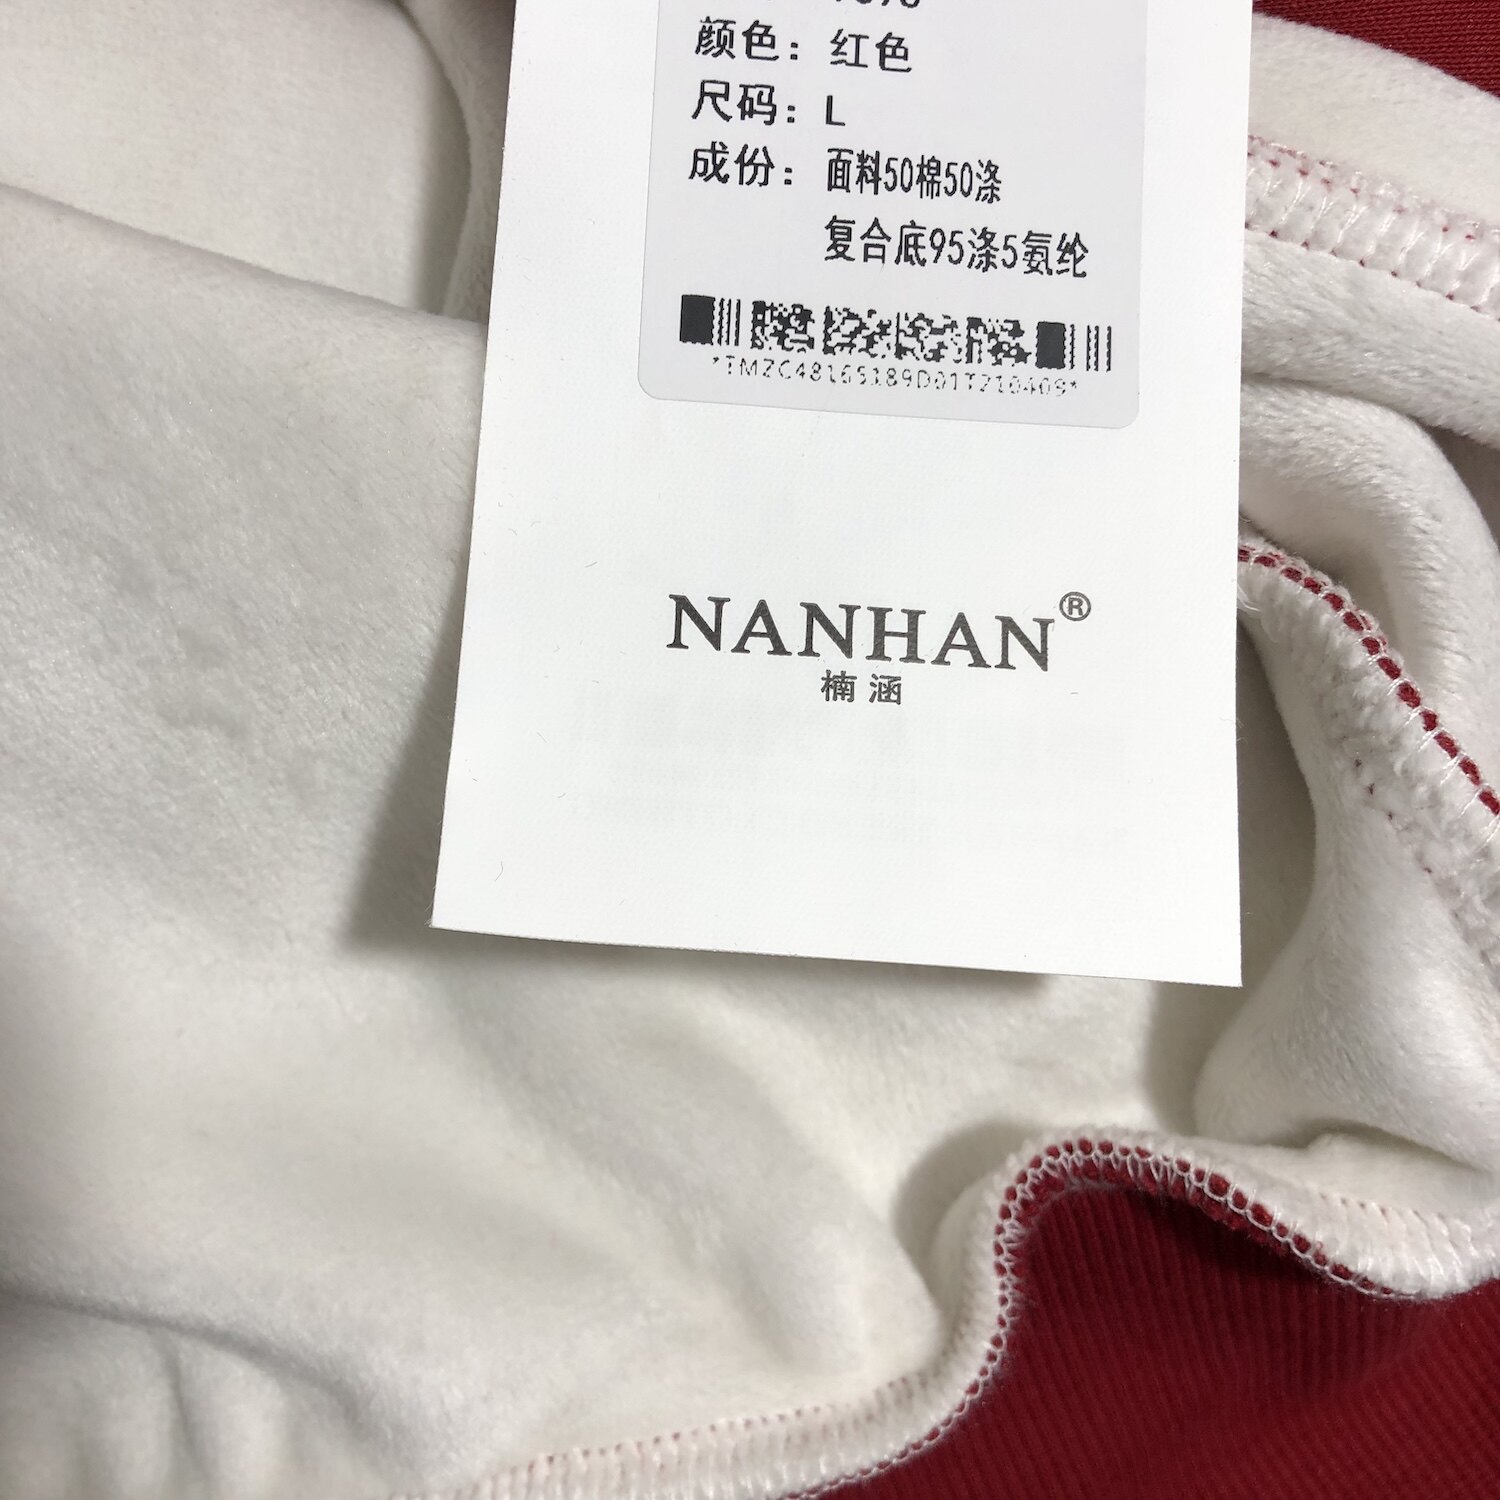 颜色：红色
尺码：L
成份：面料50棉50涤
复合底95涤5氨纶
*TMZC48165189D01T210409*
NANHAN®
楠涵